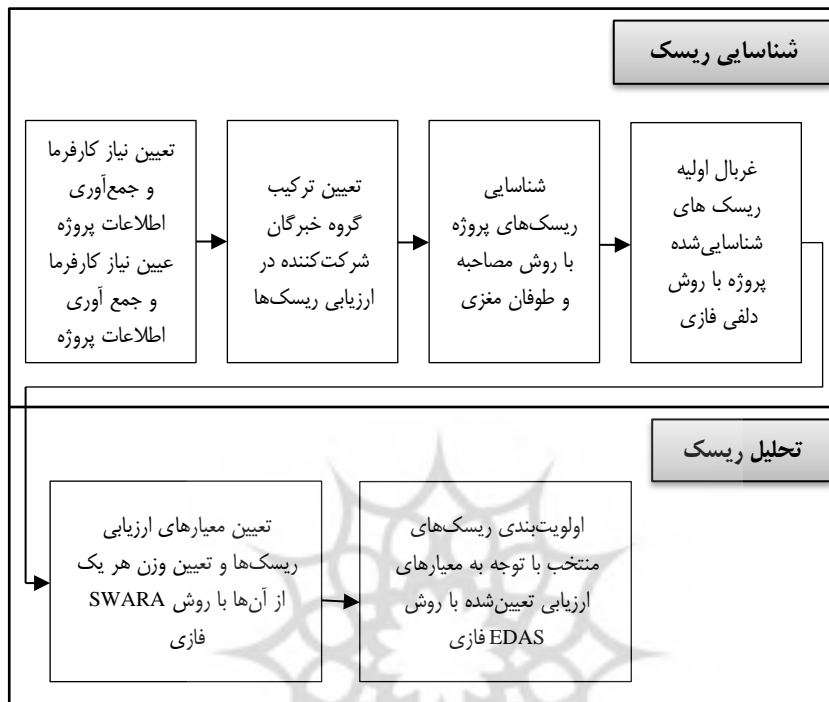 شناسایی ریسک
تعیین نیاز کارفرما
و جمع‌آوری
اطلاعات پروژه
عیین نیاز کارفرما
و جمع آوری
اطلاعات پروژه
تعیین ترکیب
گروه خبرگان
شرکت‌کننده در
ارزیابی ریسک‌ها
شناسایی
ریسک‌های پروژه
با روش مصاحبه
و طوفان مغزی
غربال اولیه
ریسک های
شناسایی‌شده
پروژه با روش
دلفی فازی
تحلیل ریسک
تعیین معیارهای ارزیابی
ریسک‌ها و تعیین وزن هر یک
از آن‌ها با روش SWARA
فازی
اولویت‌بندی ریسک‌های
منتخب با توجه به معیارهای
ارزیابی تعیین‌شده با روش
EDAS فازی